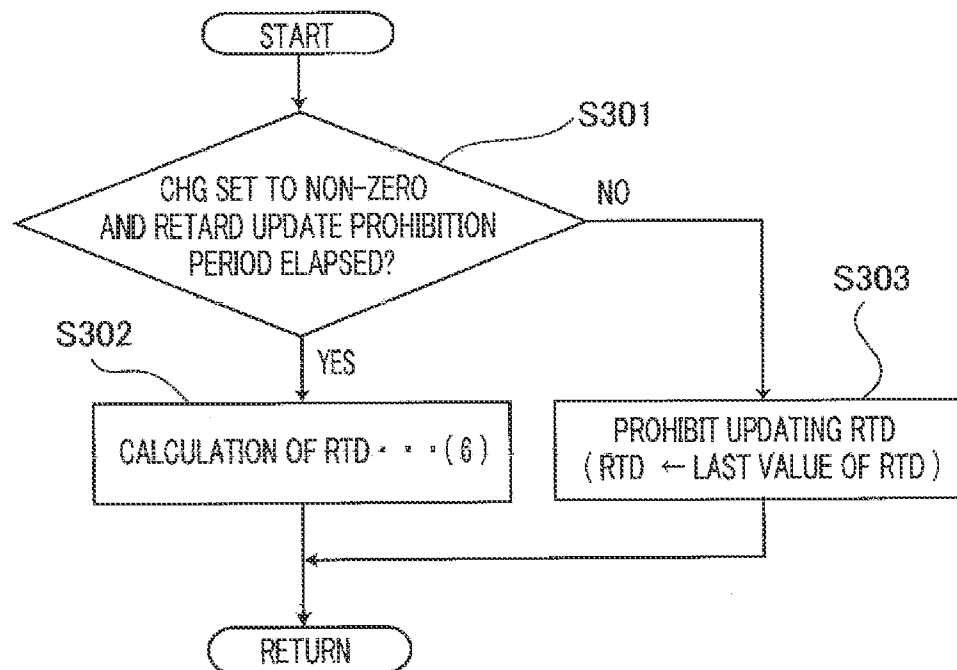 START
S301
CHG SET TO NON-ZERO
AND RETARD UPDATE PROHIBITION
PERIOD ELAPSED?
NO
S303
S302
YES
CALCULATION OF RTD・・・(6)
PROHIBIT UPDATING RTD
(RTD ← LAST VALUE OF RTD)
RETURN